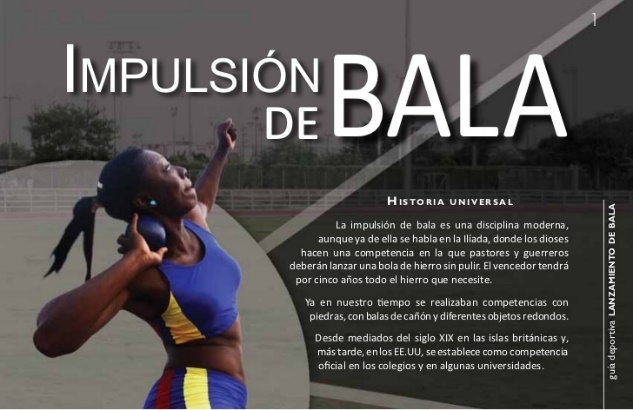 1
IMPULSIÓN
DE BALA
HISTORIA UNIVERSAL
La impulsión de bala es una disciplina moderna,
aunque ya de ella se habla en la Ilíada, donde los dioses
hacen una competencia en la que pastores y guerreros
deberán lanzar una bola de hierro sin pulir. El vencedor tendrá
por cinco años todo el hierro que necesite.
Ya en nuestro tiempo se realizaban competencias con
piedras, con balas de cañón y diferentes objetos redondos.
Desde mediados del siglo XIX en las islas británicas y,
más tarde, en los EE.UU, se establece como competencia
oficial en los colegios y en algunas universidades.
guía deportiva LANZAMIENTO DE BALA